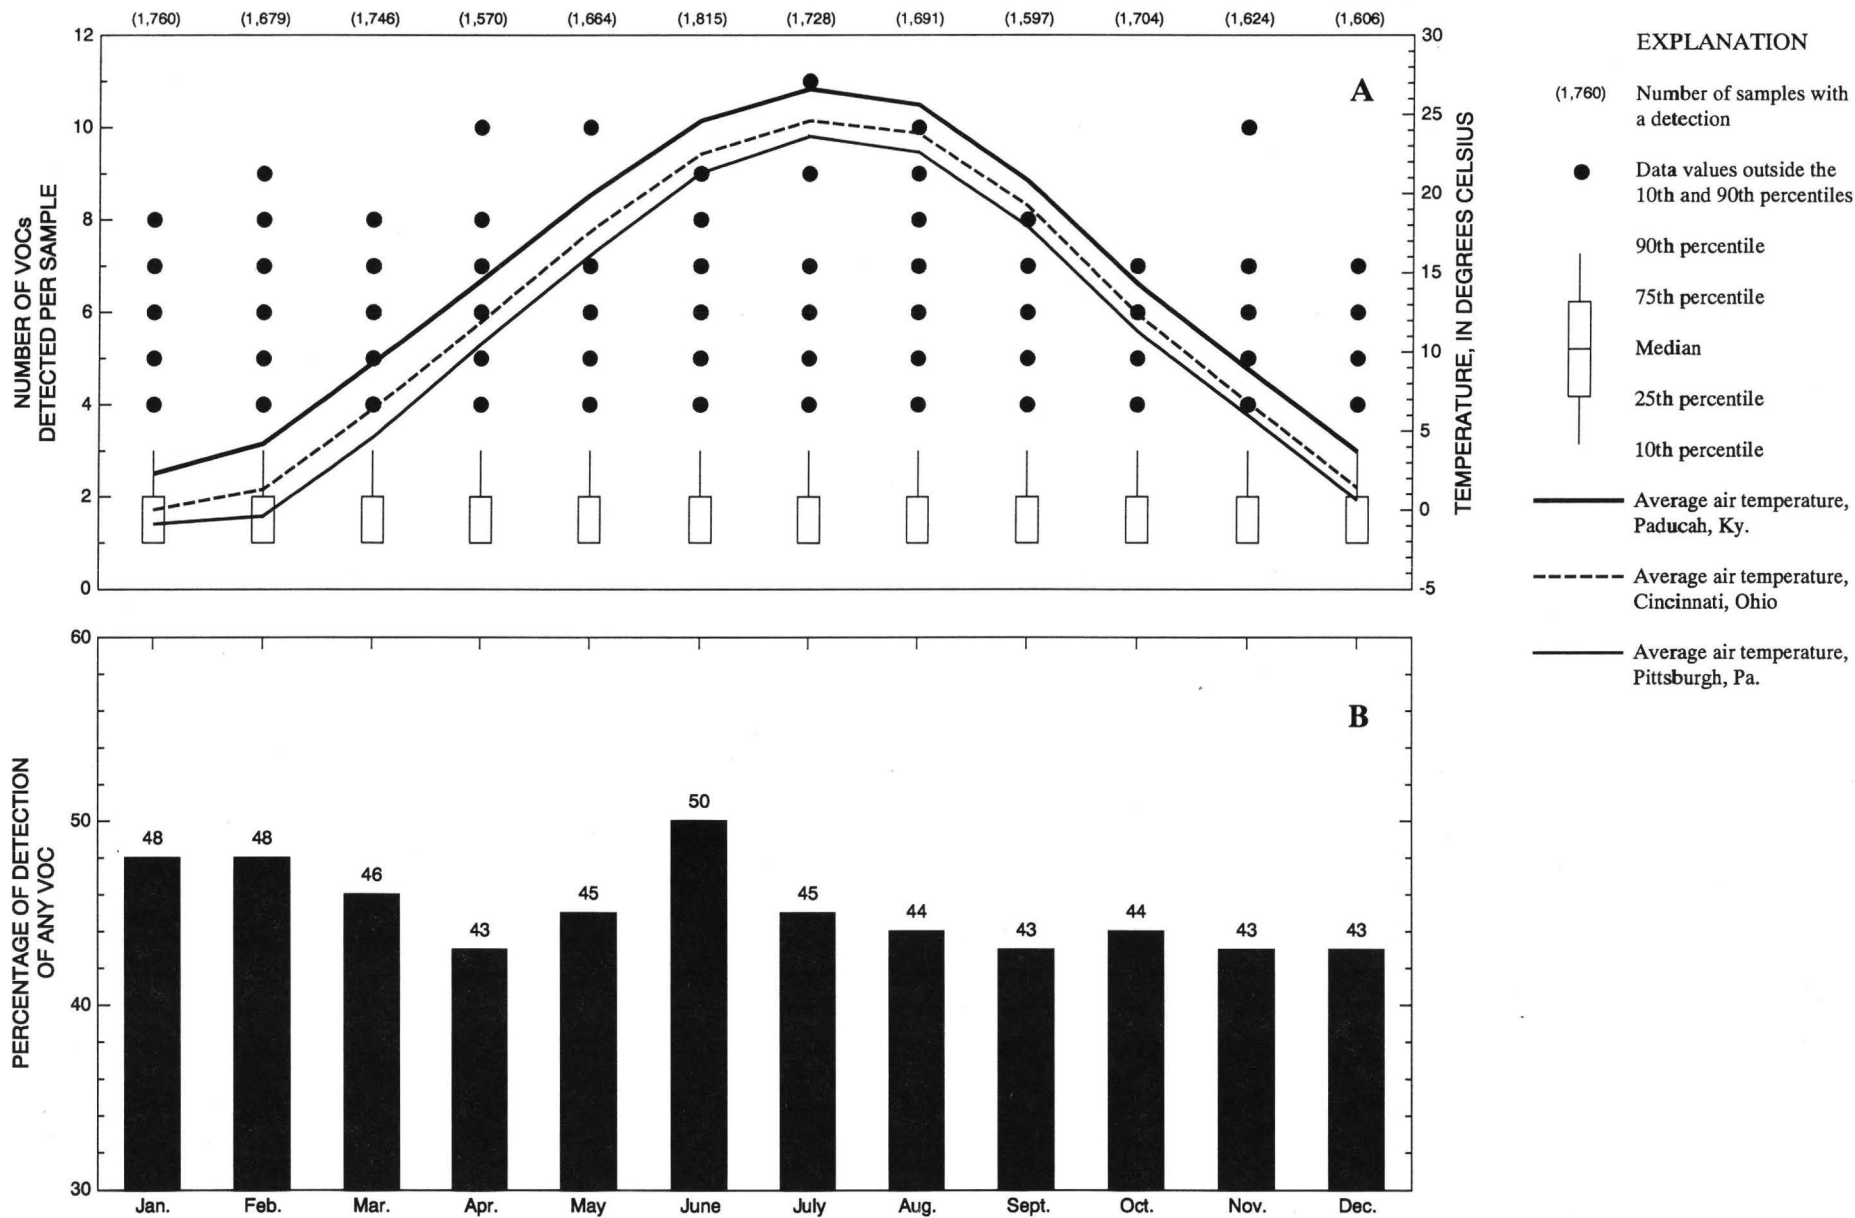 (1,760) (1,679) (1,746) (1,570) (1,664) (1,815) (1,728) (1,691) (1,597) (1,704) (1,624) (1,606)
12
10
8
6
4
2
0
NUMBER OF VOCs
DETECTED PER SAMPLE
A
30
25
20
15
10
5
0
-5
TEMPERATURE, IN DEGREES CELSIUS
EXPLANATION
(1,760) Number of samples with
a detection
Data values outside the
10th and 90th percentiles
90th percentile
75th percentile
Median
25th percentile
10th percentile
Average air temperature,
Paducah, Ky.
Average air temperature,
Cincinnati, Ohio
Average air temperature,
Pittsburgh, Pa.
60
50
40
30
PERCENTAGE OF DETECTION
OF ANY VOC
B
48 48 46 43 45 50 45 44 43 44 43 43
Jan. Feb. Mar. Apr. May June July Aug. Sept. Oct. Nov. Dec.